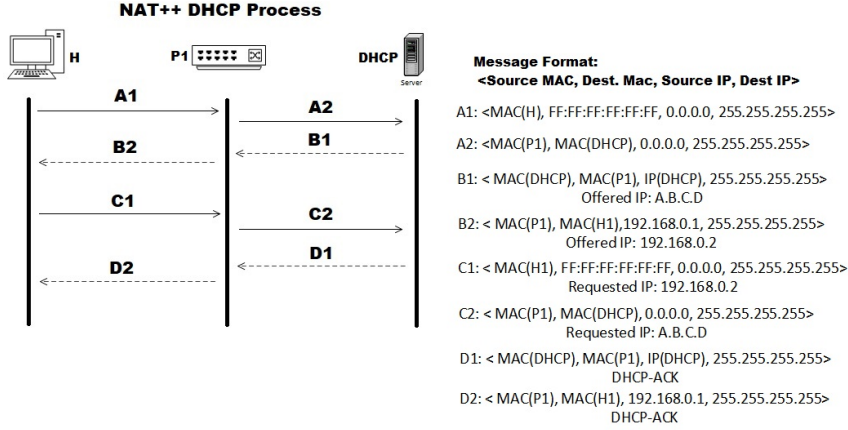 NAT++ DHCP Process
H
P1
DHCP
Server
A1
A2
B1
B2
C1
C2
D1
D2
Message Format:
<Source MAC, Dest. Mac, Source IP, Dest IP>
A1: <MAC(H), FF:FF:FF:FF:FF:FF, 0.0.0.0, 255.255.255.255>
A2: <MAC(P1), MAC(DHCP), 0.0.0.0, 255.255.255.255>
B1: < MAC(DHCP), MAC(P1), IP(DHCP), 255.255.255.255>
Offered IP: A.B.C.D
B2: < MAC(P1), MAC(H1),192.168.0.1, 255.255.255.255>
Offered IP: 192.168.0.2
C1: < MAC(H1), FF:FF:FF:FF:FF:FF, 0.0.0.0, 255.255.255.255>
Requested IP: 192.168.0.2
C2: < MAC(P1), MAC(DHCP), 0.0.0.0, 255.255.255.255>
Requested IP: A.B.C.D
D1: < MAC(DHCP), MAC(P1), IP(DHCP), 255.255.255.255>
DHCP-ACK
D2: < MAC(P1), MAC(H1), 192.168.0.1, 255.255.255.255>
DHCP-ACK